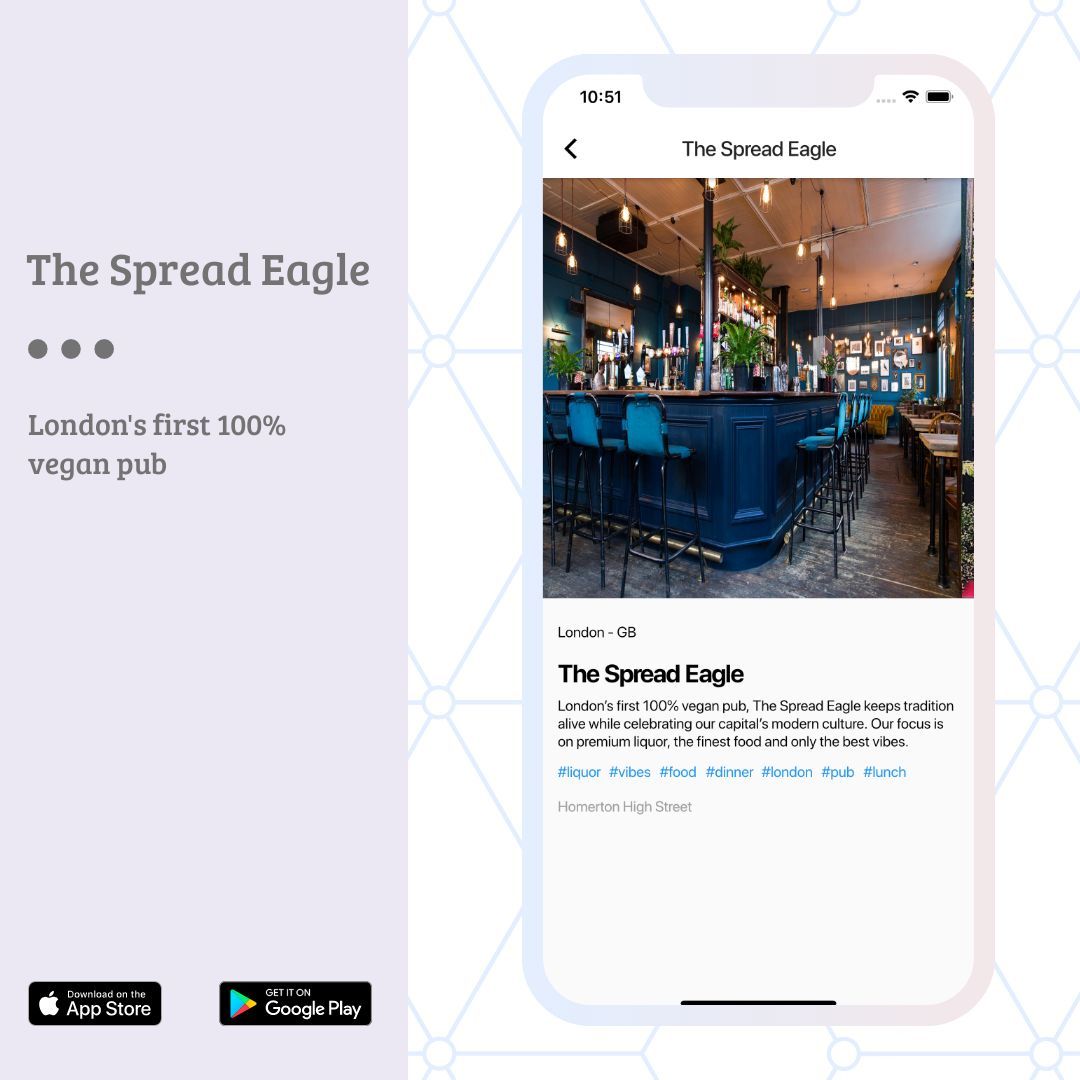 The Spread Eagle
London's first 100%
vegan pub
Download on the
App Store
GET IT ON
Google Play
10:51
The Spread Eagle
London - GB
The Spread Eagle
London’s first 100% vegan pub, The Spread Eagle keeps tradition
alive while celebrating our capital’s modern culture. Our focus is
on premium liquor, the finest food and only the best vibes.
#liquor #vibes #food #dinner #london #pub #lunch
Homerton High Street